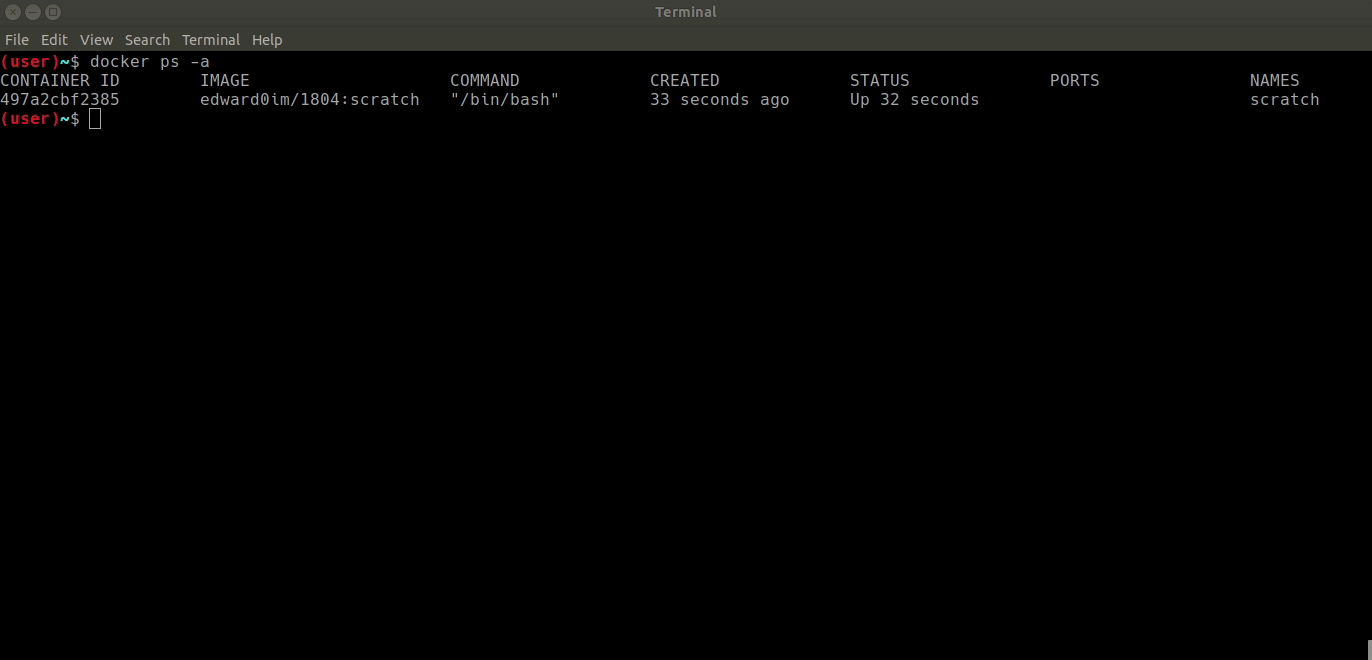 Terminal
File Edit View Search Terminal Help
(user)~$ docker ps -a
CONTAINER ID IMAGE COMMAND CREATED STATUS PORTS NAMES
497a2cbf2385 edward0im/1804:scratch "/bin/bash" 33 seconds ago Up 32 seconds scratch
(user)~$